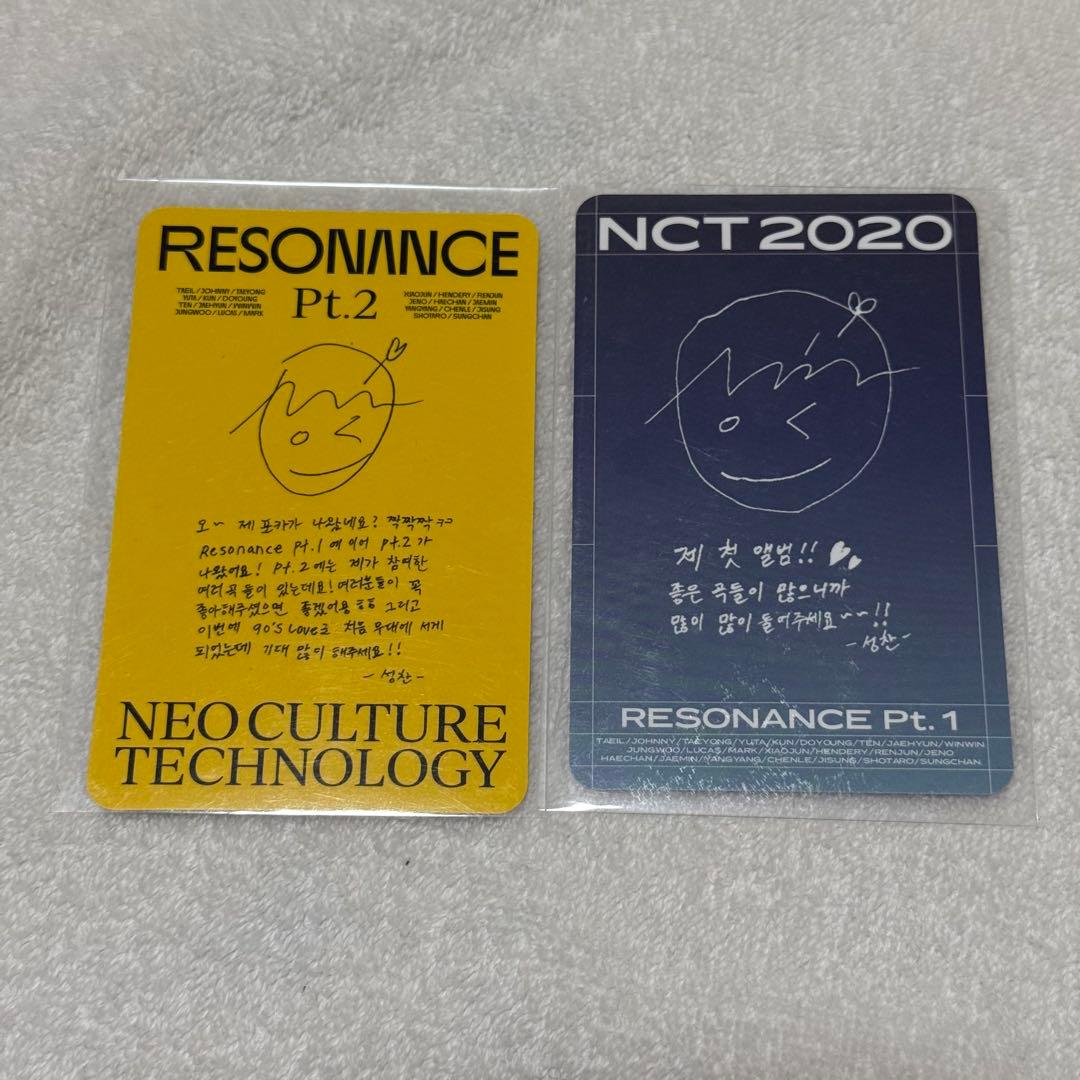 RESONANCE
Pt.2
TAEIL / JOHNNY / TAEYONG
YUTA / KUN / DOYOUNG
TEN / JAEHYUN / WINWIN
JUNGWOO / LUCAS / MARK
XIAOJUN / HENDERY / RENJUN
JENO / HAECHAN / JAEMIN
YANGYANG / CHENLE / JISUNG
SHOTARO / SUNGCHAN
오~ 제 포카가 나왔네요? 짝짝짝 ㅋㅋ
Resonance pt.1 에 이어 pt.2 가
나왔어요! pt.2 에는 제가 참여한
여러곡 들이 있는데요! 여러분들이 꼭
좋아해주셨으면 좋겠어용 ㅎㅎ 그리고
이번에 90's Love로 처음 무대에 서게
되었는데 기대 많이 해주세요!!
- 성찬 -
NEO CULTURE
TECHNOLOGY
NCT 2020
제 첫 앨범!!
좋은 곡들이 많으니까
많이 많이 들어주세요~~!!
- 성찬 -
RESONANCE Pt.1
TAEIL / JOHNNY / TAEYONG / YUTA / KUN / DOYOUNG / TEN / JAEHYUN / WINWIN
JUNGWOO / LUCAS / MARK / XIAOJUN / HENDERY / RENJUN / JENO
HAECHAN / JAEMIN / YANGYANG / CHENLE / JISUNG / SHOTARO / SUNGCHAN